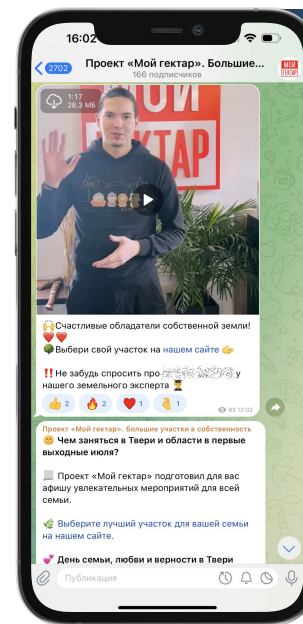 16:02
2702
Проект «Мой гектар». Большие...
166 подписчиков
МОЙ
ГЕКТАР
1:17
28,3 МБ
МОЙ
ГЕКТАР
🙌Счастливые обладатели собственной земли!
❤️❤️
🌳Выбери свой участок на нашем сайте 🫱
‼️Не забудь спросить про
у
нашего земельного эксперта 👨‍🎓
👍 2 🔥 2 ❤️ 1 🤞 1
93 12:02
Проект «Мой гектар». Большие участки в собственность
Чем заняться в Твери и области в первые
выходные июля?
Проект «Мой гектар» подготовил для вас
афишу увлекательных мероприятий для всей
семьи.
🌿 Выберите лучший участок для вашей семьи
на нашем сайте.
💕 День семьи, любви и верности в Твери
Публикация